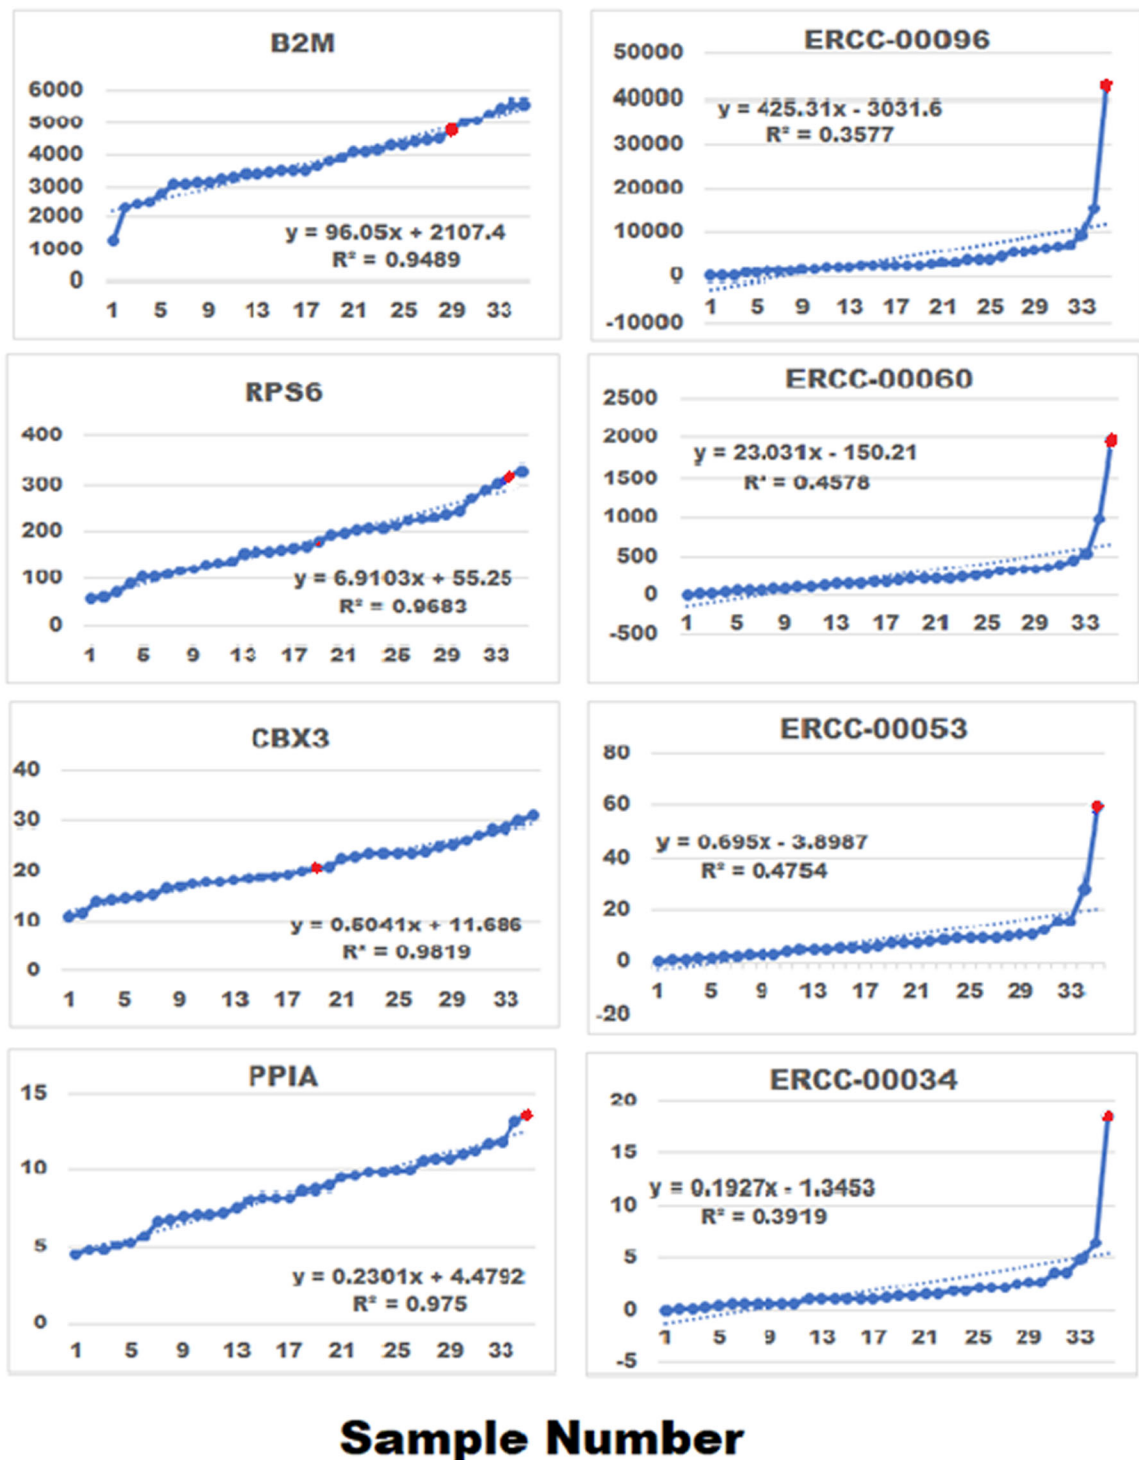 B2M
6000
5000
4000
3000
2000
1000
0
y = 96.05x + 2107.4
R² = 0.9489
1 5 9 13 17 21 25 29 33
ERCC-00096
50000
40000
30000
20000
10000
0
-10000
y = 425.31x - 3031.6
R² = 0.3577
1 5 9 13 17 21 25 29 33
RPS6
400
300
200
100
0
y = 6.9103x + 55.25
R² = 0.9683
1 5 9 13 17 21 25 29 33
ERCC-00060
2500
2000
1500
1000
500
0
-500
y = 23.031x - 150.21
R² = 0.4578
1 5 9 13 17 21 25 29 33
CBX3
40
30
20
10
0
y = 0.5041x + 11.686
R² = 0.9819
1 5 9 13 17 21 25 29 33
ERCC-00053
80
60
40
20
0
-20
y = 0.695x - 3.8987
R² = 0.4754
1 5 9 13 17 21 25 29 33
PPIA
15
10
5
0
y = 0.2301x + 4.4792
R² = 0.975
1 5 9 13 17 21 25 29 33
ERCC-00034
20
15
10
5
0
-5
y = 0.1927x - 1.3453
R² = 0.3919
1 5 9 13 17 21 25 29 33
Sample Number